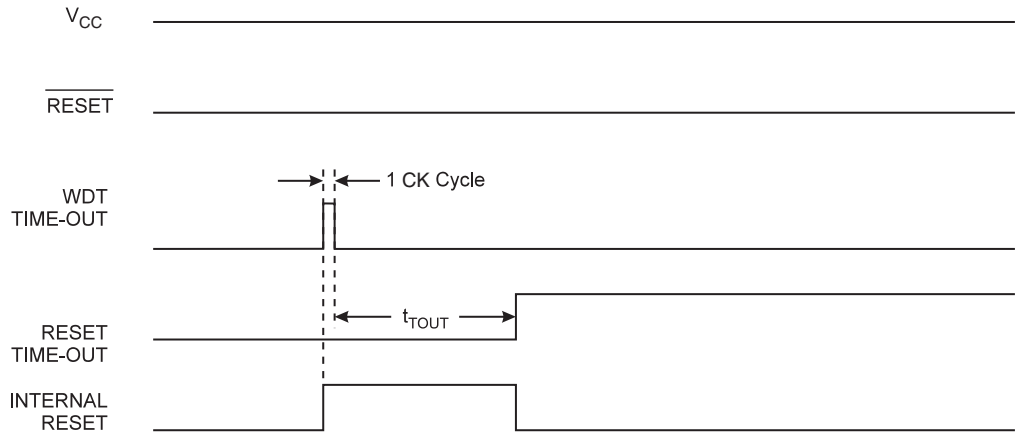 VCC
RESET
1 CK Cycle
WDT
TIME-OUT
tTOUT
RESET
TIME-OUT
INTERNAL
RESET